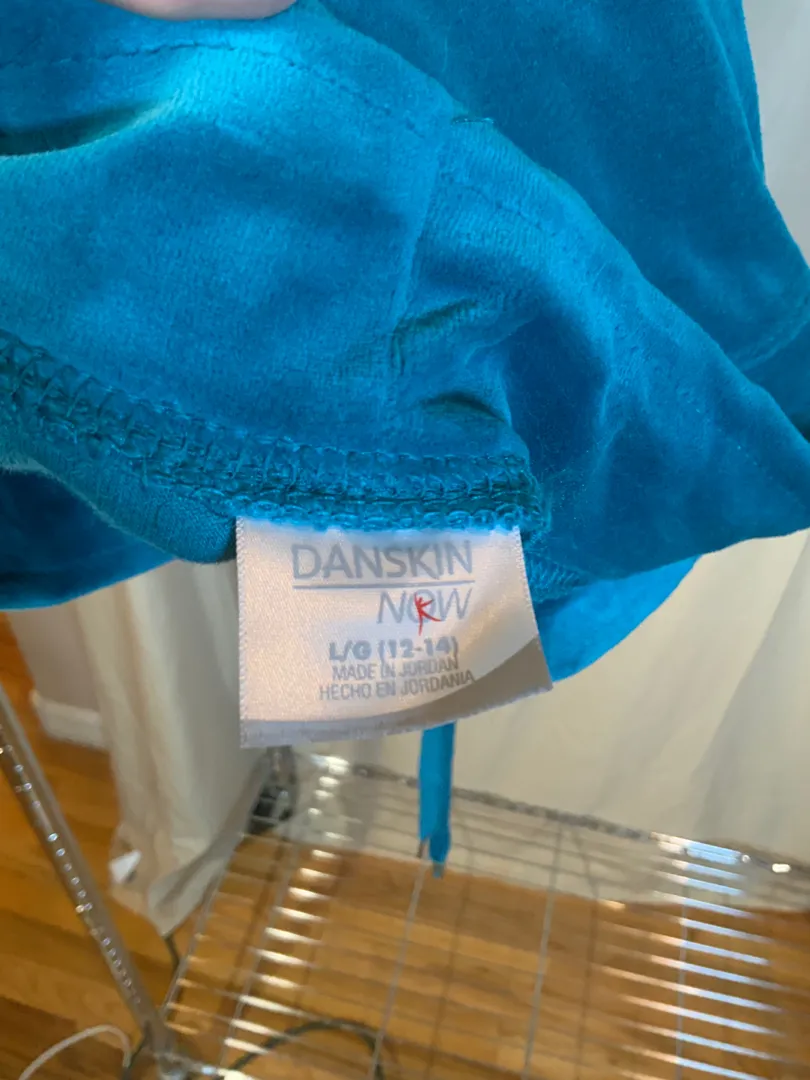 DANSKIN
NOW
K
L/G (12-14)
MADE IN JORDAN
HECHO EN JORDANIA